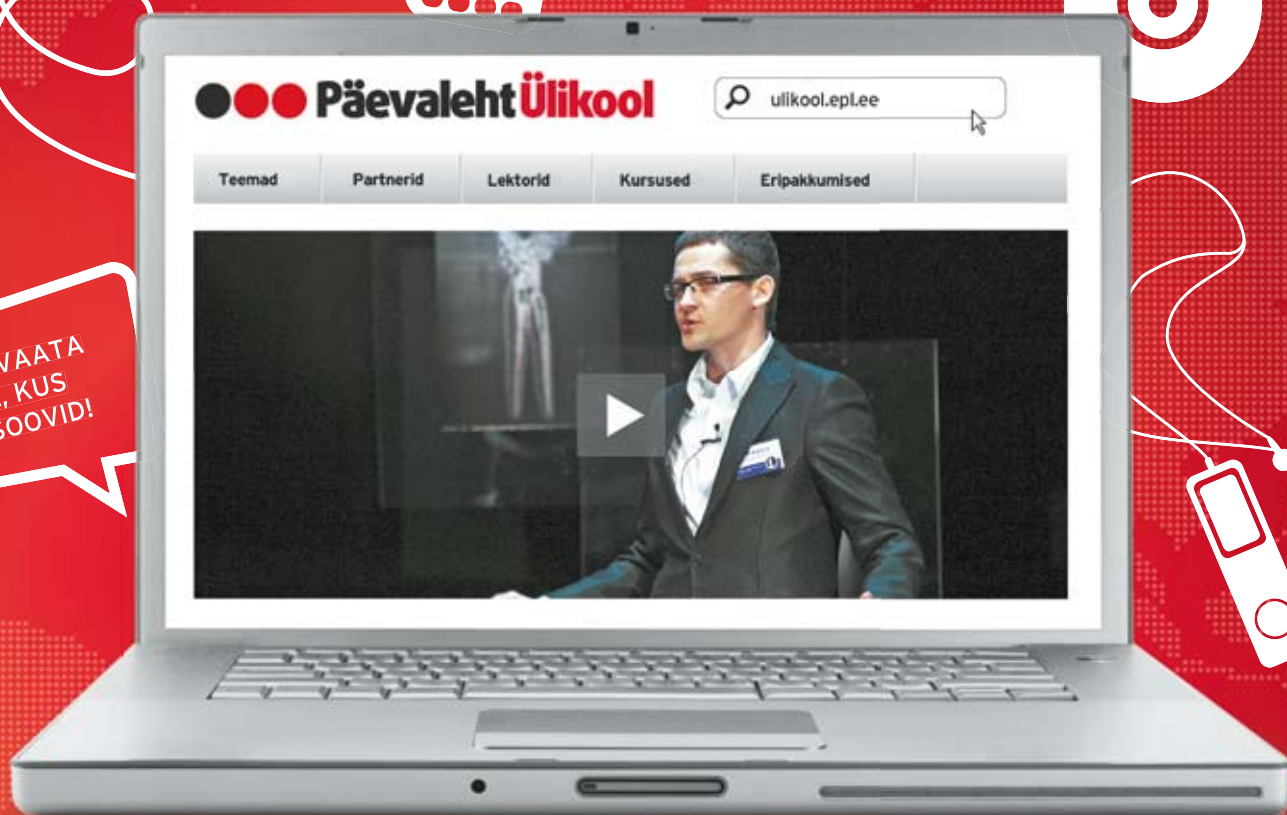 Päevaleht Ülikool
ulikool.epl.ee
Teemad Partnerid Lektorid Kursused Eripakkumised
VAATA
KUS
SOOVID!